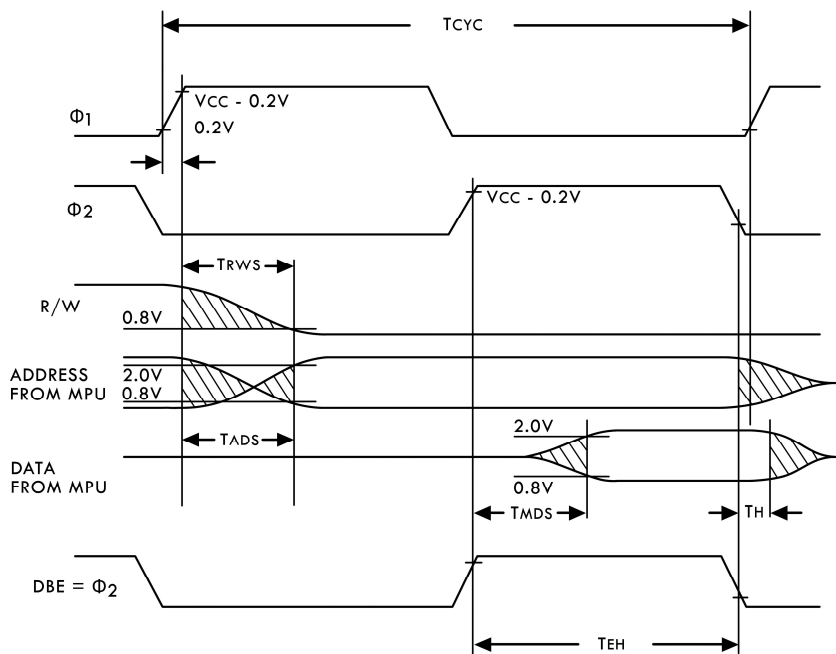 TCYC
Φ1
VCC - 0.2V
0.2V
Φ2
VCC - 0.2V
TRWS
R/W
0.8V
ADDRESS
FROM MPU
2.0V
0.8V
TADS
2.0V
DATA
FROM MPU
0.8V
TMDS
TH
DBE = Φ2
TEH